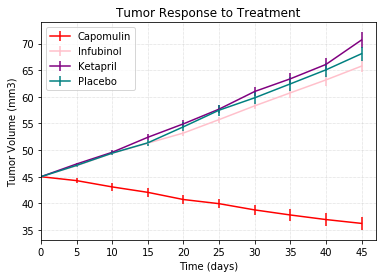 Tumor Response to Treatment
Capomulin
Infubinol
Ketapril
Placebo
Tumor Volume (mm3)
70
65
60
55
50
45
40
35
0 5 10 15 20 25 30 35 40 45
Time (days)